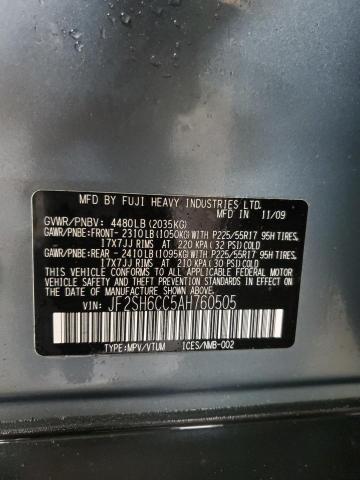 MFD BY FUJI HEAVY INDUSTRIES LTD.
IN 11/09
GVWR/PNBV: 4480LB (2035KG)
GAWR/PNBE:FRONT- 2310LB(1050KG)WITH P225/55R17 95H TIRES,
17X7JJ RIMS AT 220 KPA( 32 PSI)COLD
GAWR/PNBE:REAR - 2410LB(1095KG)WITH P225/55R17 95H TIRES,
17X7JJ RIMS AT 210 KPA( 30 PSI)COLD
THIS VEHICLE CONFORMS TO ALL APPLICABLE FEDERAL MOTOR
VEHICLE SAFETY AND THEFT PREVENTION STANDARDS
IN EFFECT ON THE DATE OF MANUFACTURE SHOWN ABOVE.
VIN: JF2SH6CC5AH760505
TYPE:MPV/VTUM ICES/NMB-002